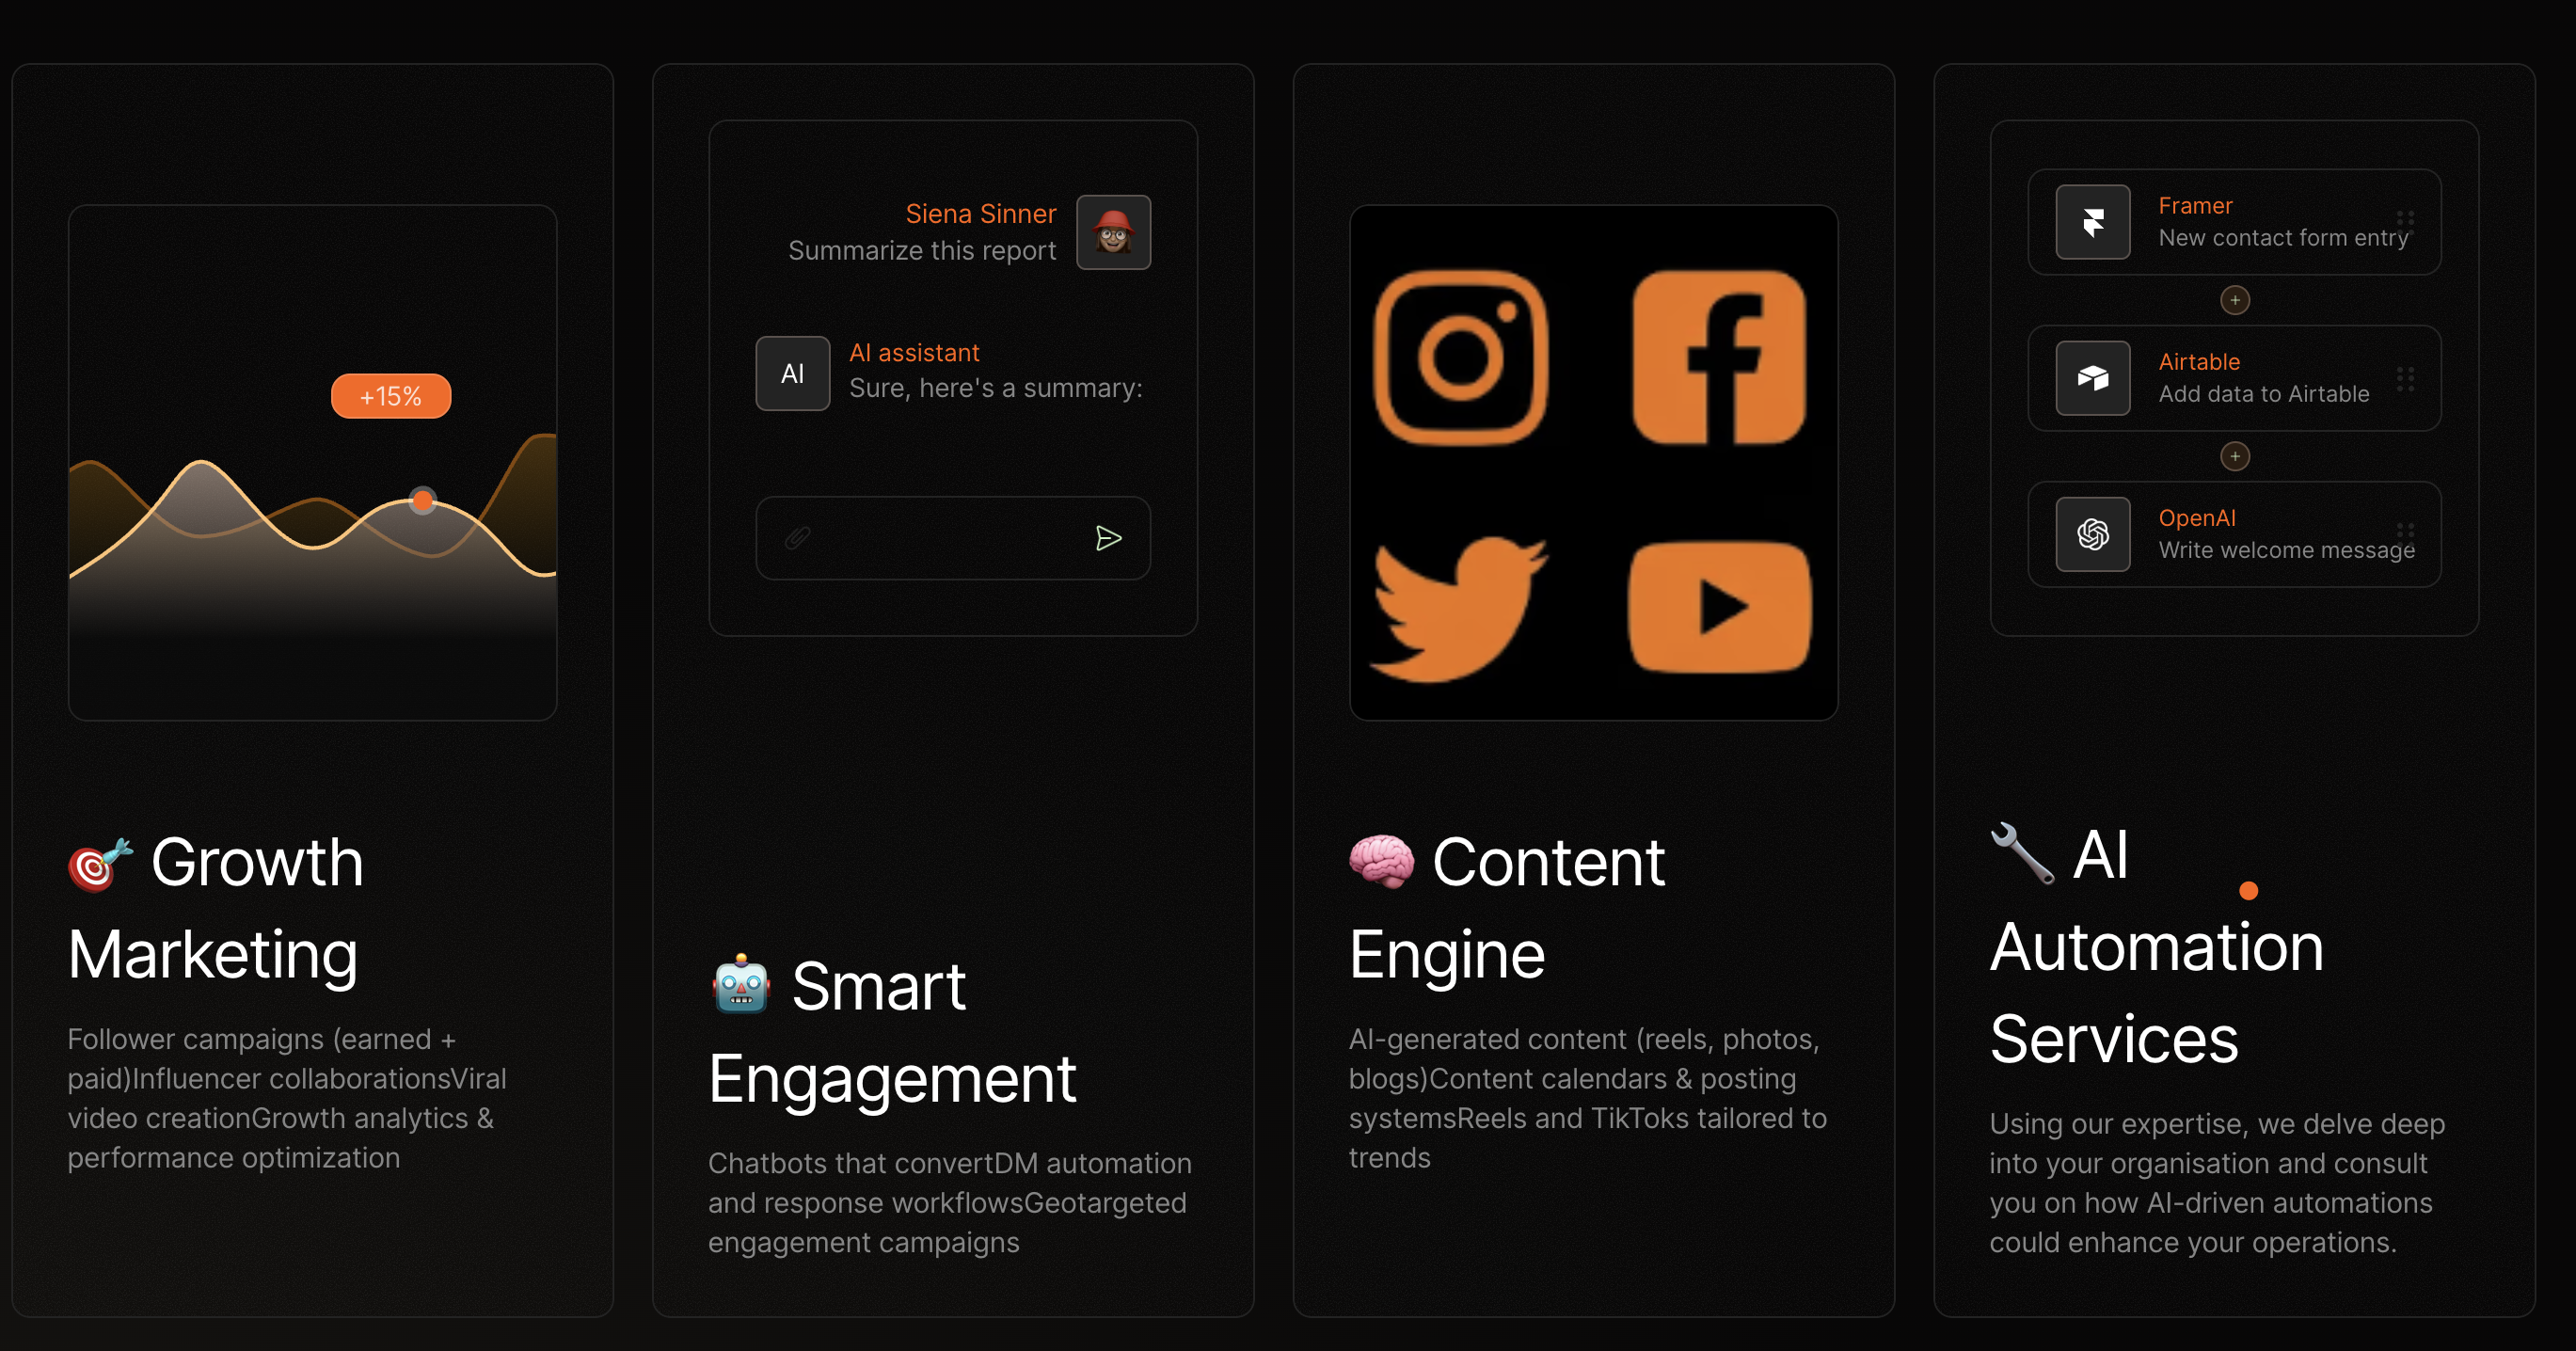 +15%
🎯 Growth
Marketing
Follower campaigns (earned +
paid)Influencer collaborationsViral
video creationGrowth analytics &
performance optimization
Siena Sinner
Summarize this report
AI
AI assistant
Sure, here's a summary:
🤖 Smart
Engagement
Chatbots that convertDM automation
and response workflowsGeotargeted
engagement campaigns
🧠 Content
Engine
AI-generated content (reels, photos,
blogs)Content calendars & posting
systemsReels and TikToks tailored to
trends
Framer
New contact form entry
+
Airtable
Add data to Airtable
+
OpenAI
Write welcome message
🔧 AI
Automation
Services
Using our expertise, we delve deep
into your organisation and consult
you on how AI-driven automations
could enhance your operations.